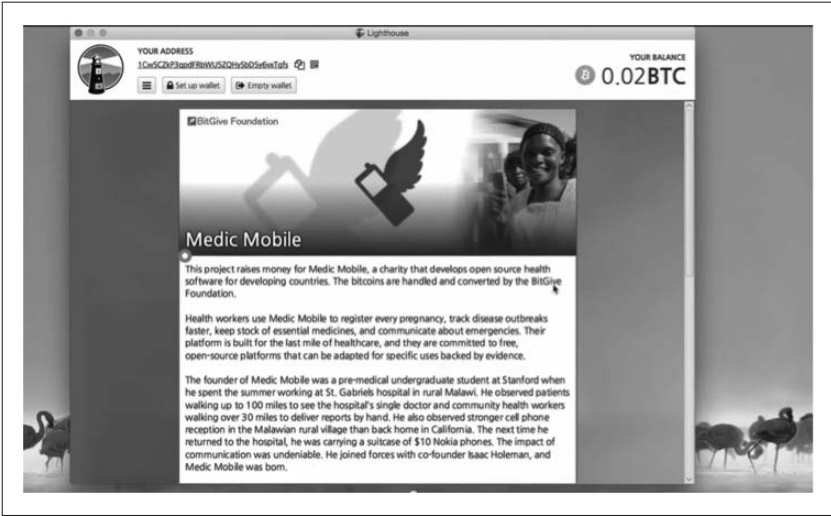 Lighthouse
YOUR ADDRESS
YOUR BALANCE
0.02BTC
Set up wallet
Empty wallet
BitGive Foundation
Medic Mobile
This project raises money for Medic Mobile, a charity that develops open source health
software for developing countries. The bitcoins are handled and converted by the BitGive
Foundation.
Health workers use Medic Mobile to register every pregnancy, track disease outbreaks
faster, keep stock of essential medicines, and communicate about emergencies. Their
platform is built for the last mile of healthcare, and they are committed to free,
open-source platforms that can be adapted for specific uses backed by evidence.
The founder of Medic Mobile was a pre-medical undergraduate student at Stanford when
he spent the summer working at St. Gabriels hospital in rural Malawi. He observed patients
walking up to 100 miles to see the hospital's single doctor and community health workers
walking over 30 miles to deliver reports by hand. He also observed stronger cell phone
reception in the Malawian rural village than back home in California. The next time he
returned to the hospital, he was carrying a suitcase of $10 Nokia phones. The impact of
communication was undeniable. He joined forces with co-founder Isaac Holeman, and
Medic Mobile was born.